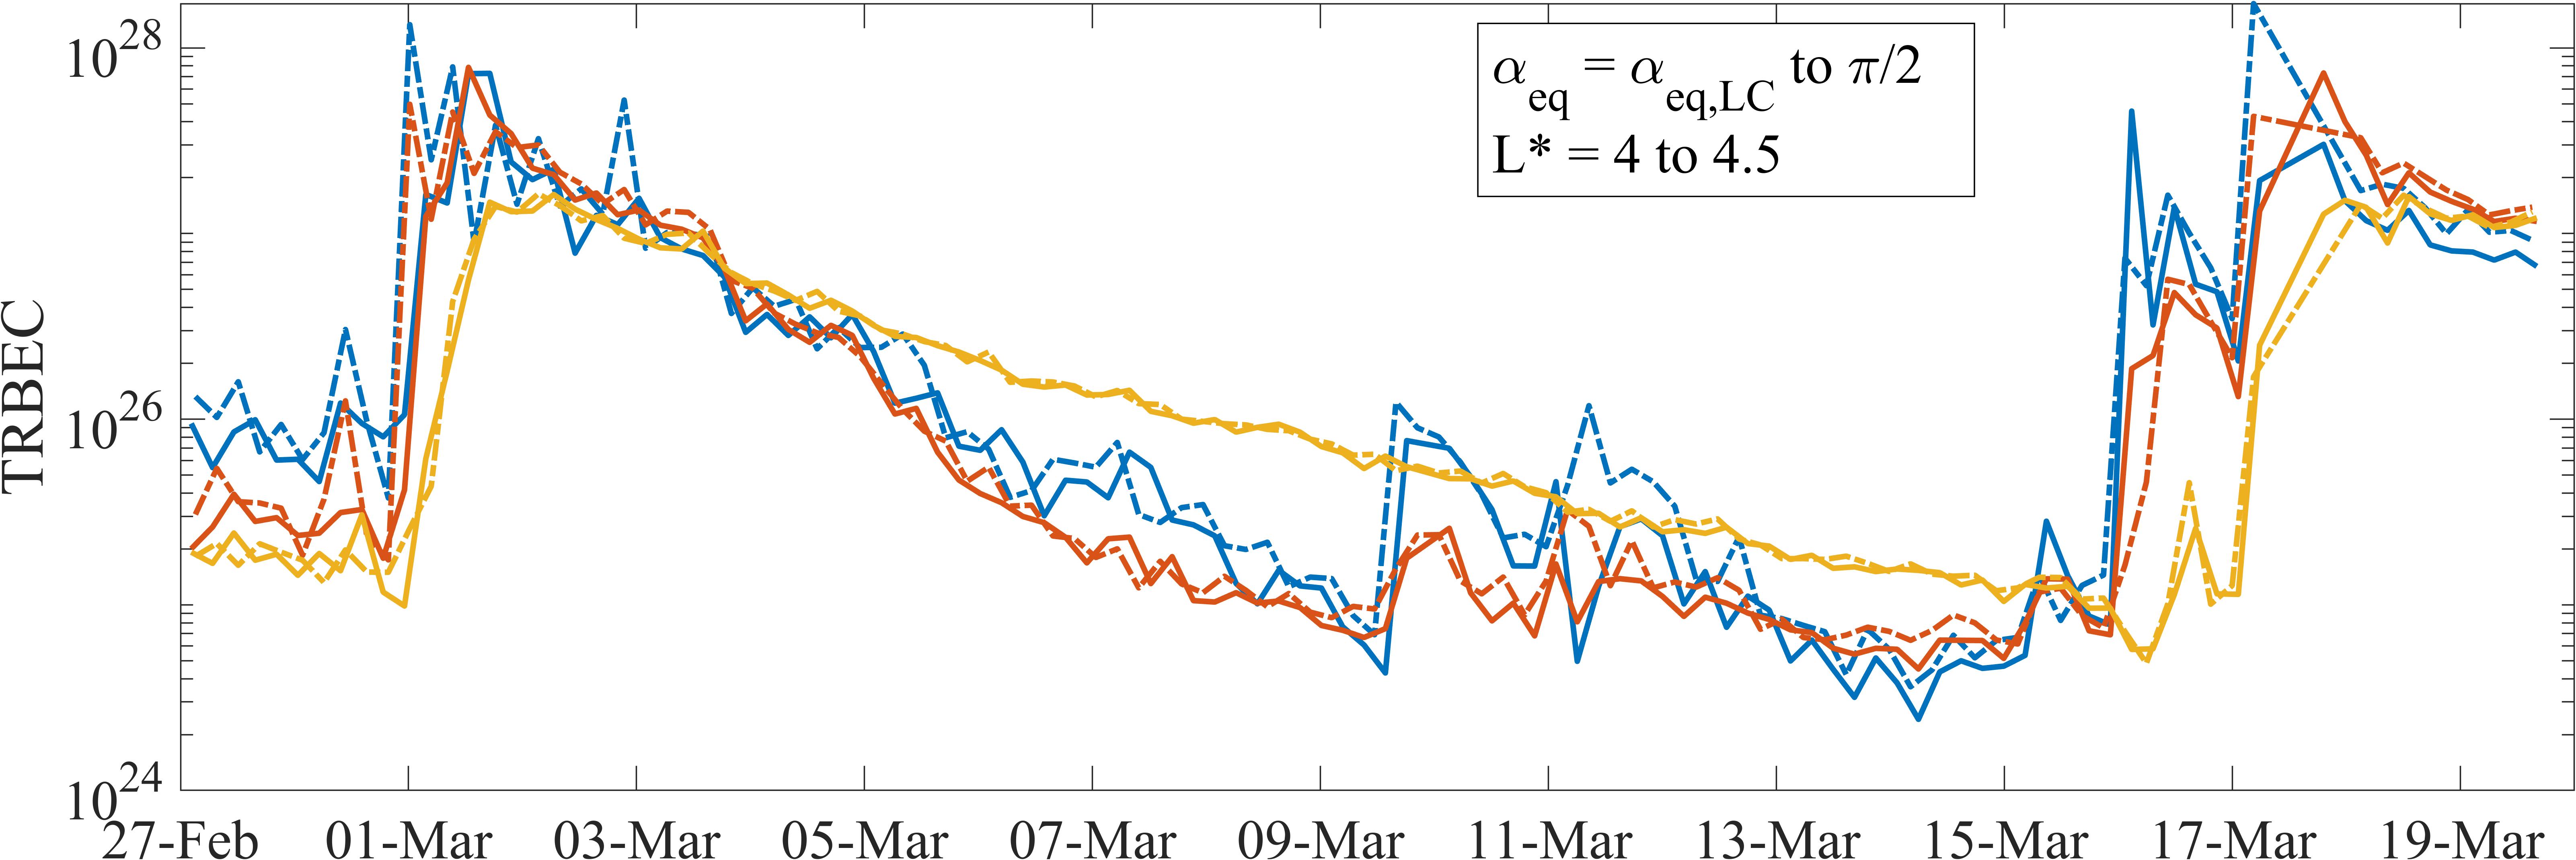 TRBEC
10^28
10^26
10^24
α_eq = α_eq,LC to π/2
L* = 4 to 4.5
27-Feb 01-Mar 03-Mar 05-Mar 07-Mar 09-Mar 11-Mar 13-Mar 15-Mar 17-Mar 19-Mar